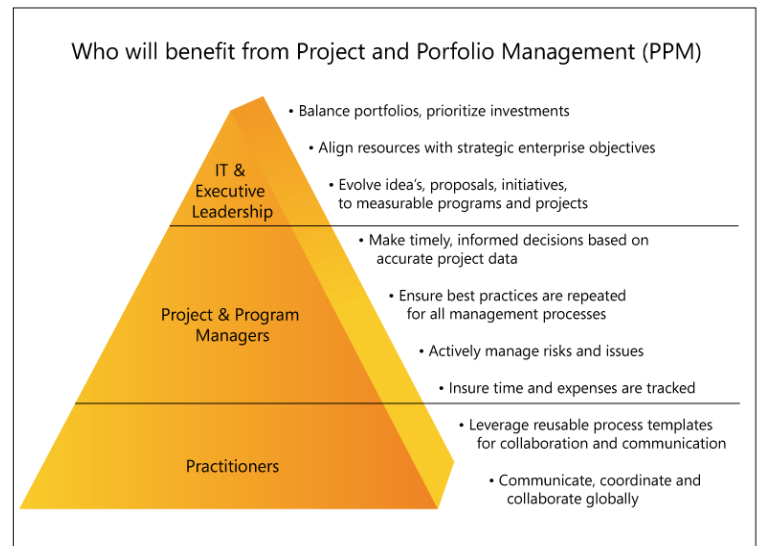 Who will benefit from Project and Porfolio Management (PPM)
• Balance portfolios, prioritize investments
• Align resources with strategic enterprise objectives
IT &
Executive
Leadership
• Evolve idea's, proposals, initiatives,
to measurable programs and projects
• Make timely, informed decisions based on
accurate project data
Project & Program
Managers
• Ensure best practices are repeated
for all management processes
• Actively manage risks and issues
• Insure time and expenses are tracked
Practitioners
• Leverage reusable process templates
for collaboration and communication
• Communicate, coordinate and
collaborate globally